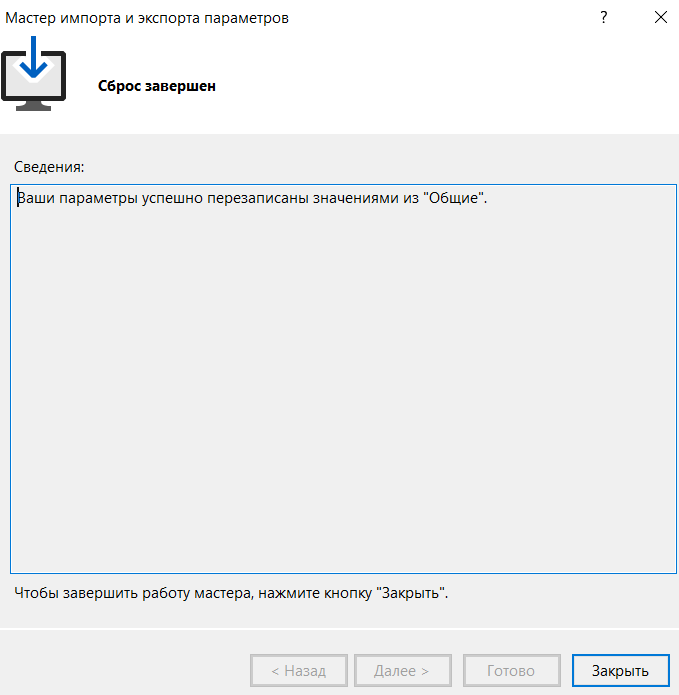 Мастер импорта и экспорта параметров
?
Сброс завершен
Сведения:
Ваши параметры успешно перезаписаны значениями из "Общие".
Чтобы завершить работу мастера, нажмите кнопку "Закрыть".
< Назад Далее > Готово Закрыть